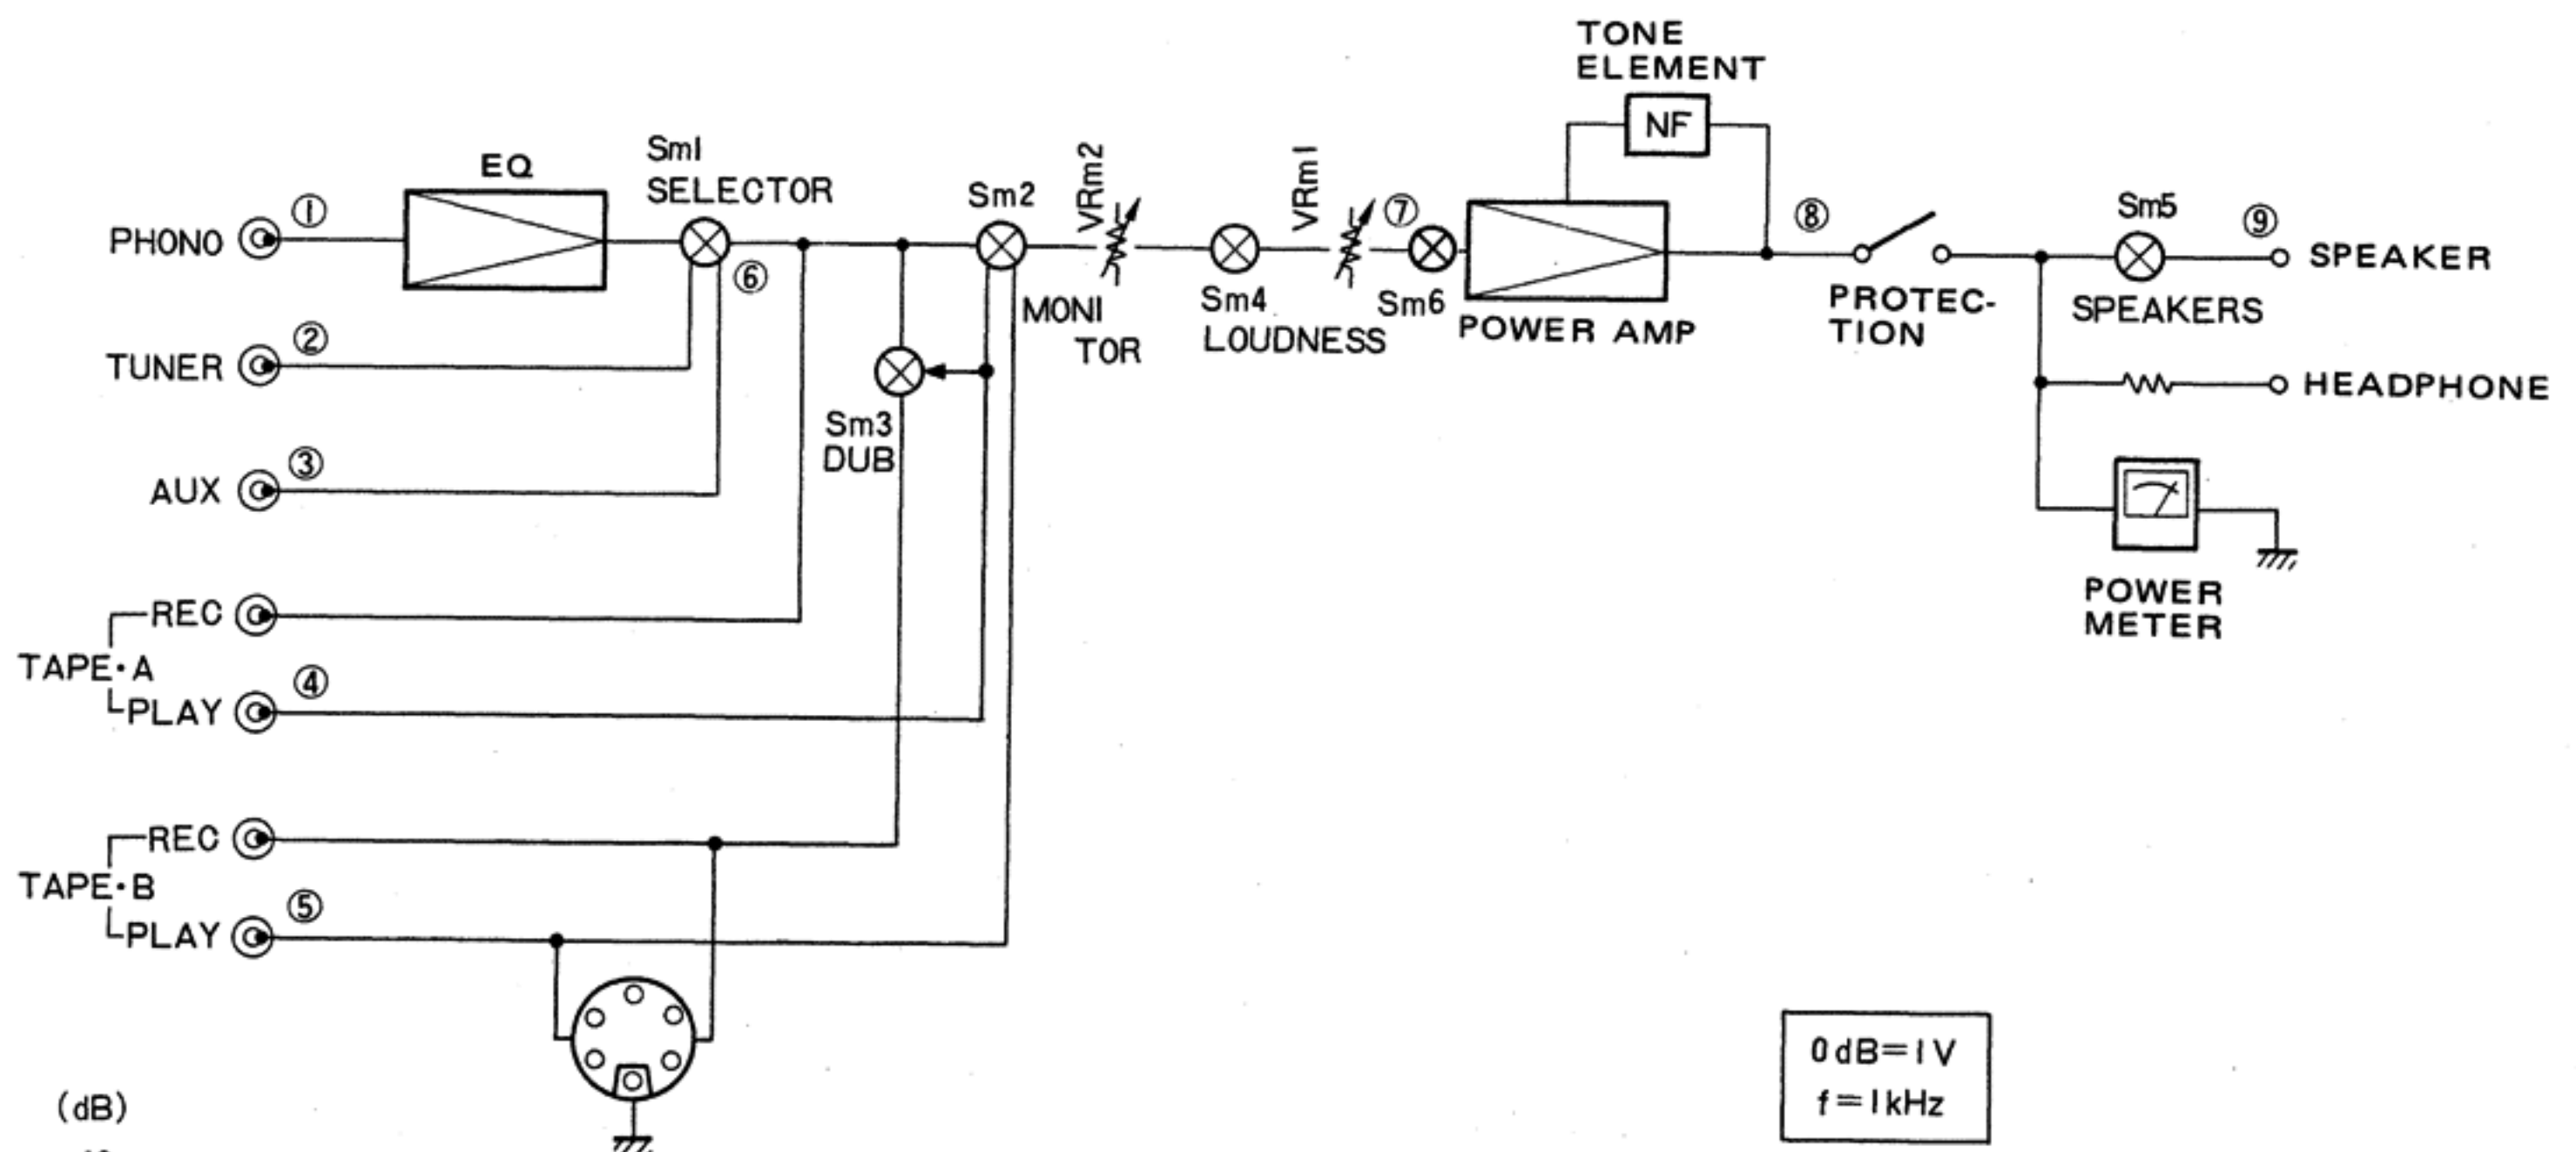 TONE
ELEMENT
NF
EQ
Sm1
SELECTOR
Sm2
VRm2
VRm1
⑦
⑧
Sm5
⑨
PHONO
①
⑥
SPEAKER
MONI
TOR
Sm4
LOUDNESS
Sm6
POWER AMP
PROTEC-
TION
SPEAKERS
TUNER
②
HEADPHONE
Sm3
DUB
AUX
③
POWER
METER
REC
TAPE·A
④
PLAY
REC
TAPE·B
⑤
PLAY
0dB=1V
f=1kHz
(dB)